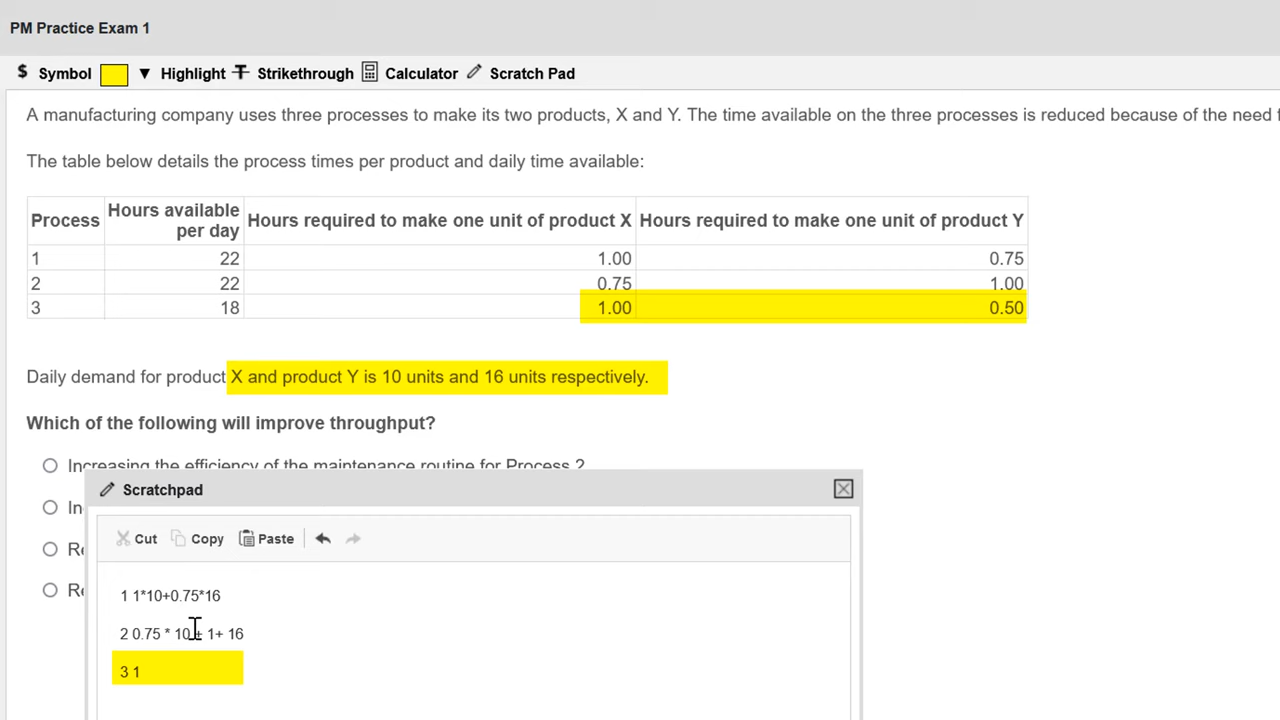 PM Practice Exam 1
$ Symbol ▼ Highlight Strikethrough Calculator Scratch Pad
A manufacturing company uses three processes to make its two products, X and Y. The time available on the three processes is reduced because of the need
The table below details the process times per product and daily time available:
Process Hours available per day Hours required to make one unit of product X Hours required to make one unit of product Y
1 22 1.00 0.75
2 22 0.75 1.00
3 18 1.00 0.50
Daily demand for product X and product Y is 10 units and 16 units respectively.
Which of the following will improve throughput?
Increasing the efficiency of the maintenance routine for Process 2
In
Re
Re
Scratchpad
Cut Copy Paste
1 1*10+0.75*16
2 0.75 * 10 + 1+ 16
3 1